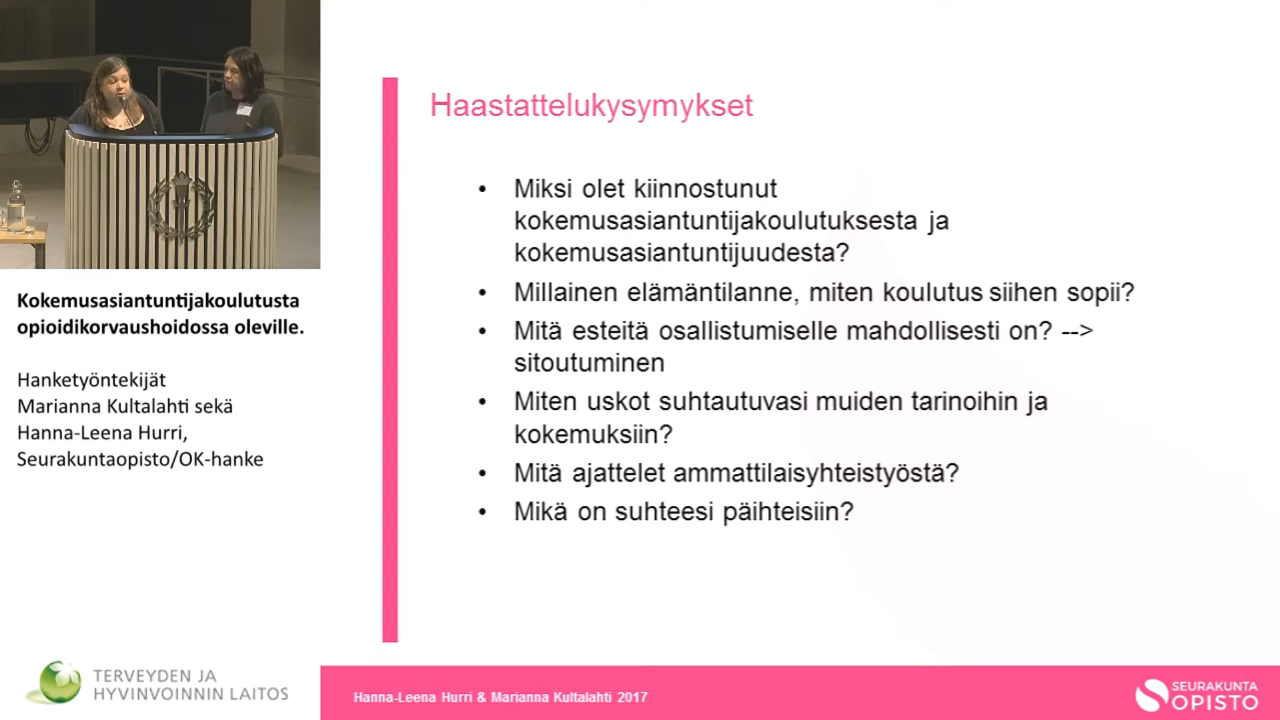 Kokemusasiantuntijakoulutusta
opioidikorvaushoidossa oleville.
Hanketyöntekijät
Marianna Kultalahti sekä
Hanna-Leena Hurri,
Seurakuntaopisto/OK-hanke
TERVEYDEN JA
HYVINVOINNIN LAITOS
Haastattelukysymykset
• Miksi olet kiinnostunut
kokemusasiantuntijakoulutuksesta ja
kokemusasiantuntijuudesta?
• Millainen elämäntilanne, miten koulutus siihen sopii?
• Mitä esteitä osallistumiselle mahdollisesti on? -->
sitoutuminen
• Miten uskot suhtautuvasi muiden tarinoihin ja
kokemuksiin?
• Mitä ajattelet ammattilaisyhteistyöstä?
• Mikä on suhteesi päihteisiin?
Hanna-Leena Hurri & Marianna Kultalahti 2017
SEURAKUNTA
OPISTO